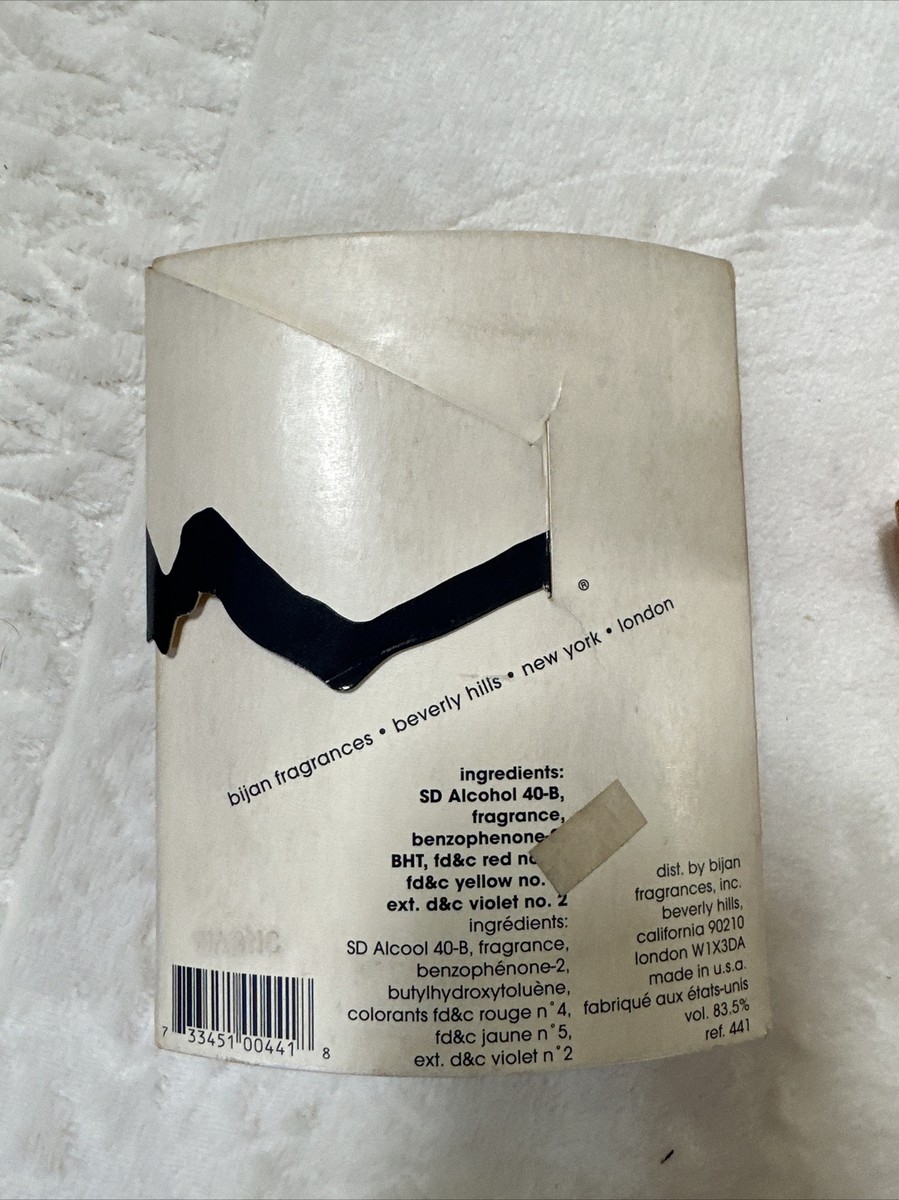 ®
bijan fragrances • beverly hills • new york • london
ingredients:
SD Alcohol 40-B,
fragrance,
BHT, fd&c red
fd&c yellow no.
ext. d&c violet no. 2
ingrédients:
SD Alcool 40-B, fragrance,
benzophénone-2,
butylhydroxytoluène,
colorants fd&c rouge n°4,
fd&c jaune n°5,
ext. d&c violet n°2
dist. by bijan
fragrances, inc.
beverly hills,
california 90210
london W1X3DA
made in u.s.a.
fabriqué aux états-unis
vol. 83,5%
ref. 441
7 33451 00441 8